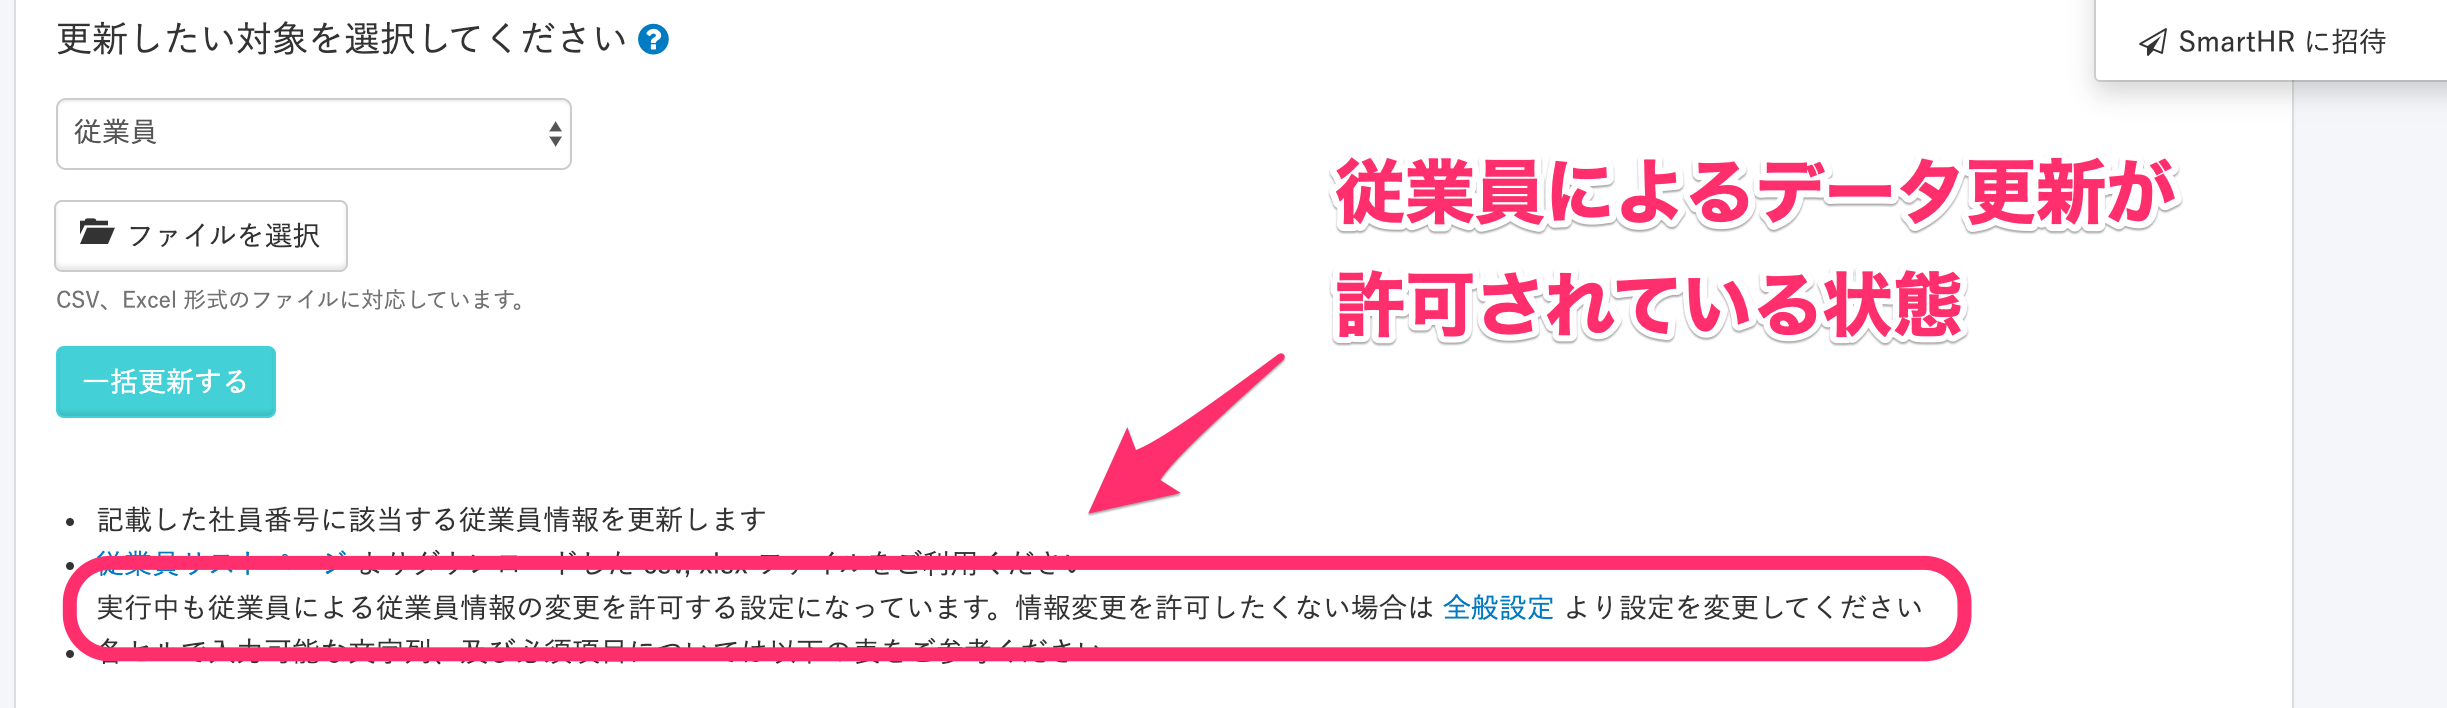 更新したい対象を選択してください ?
SmartHR に招待
従業員
ファイルを選択
CSV、Excel 形式のファイルに対応しています。
一括更新する
従業員によるデータ更新が
許可されている状態
• 記載した社員番号に該当する従業員情報を更新します
• 従業員リストページ よりダウンロードした csv, xlsx ファイルをご利用ください
実行中も従業員による従業員情報の変更を許可する設定になっています。情報変更を許可したくない場合は 全般設定 より設定を変更してください
• 各セルで入力可能な文字列、及び必須項目については以下の表をご参考ください